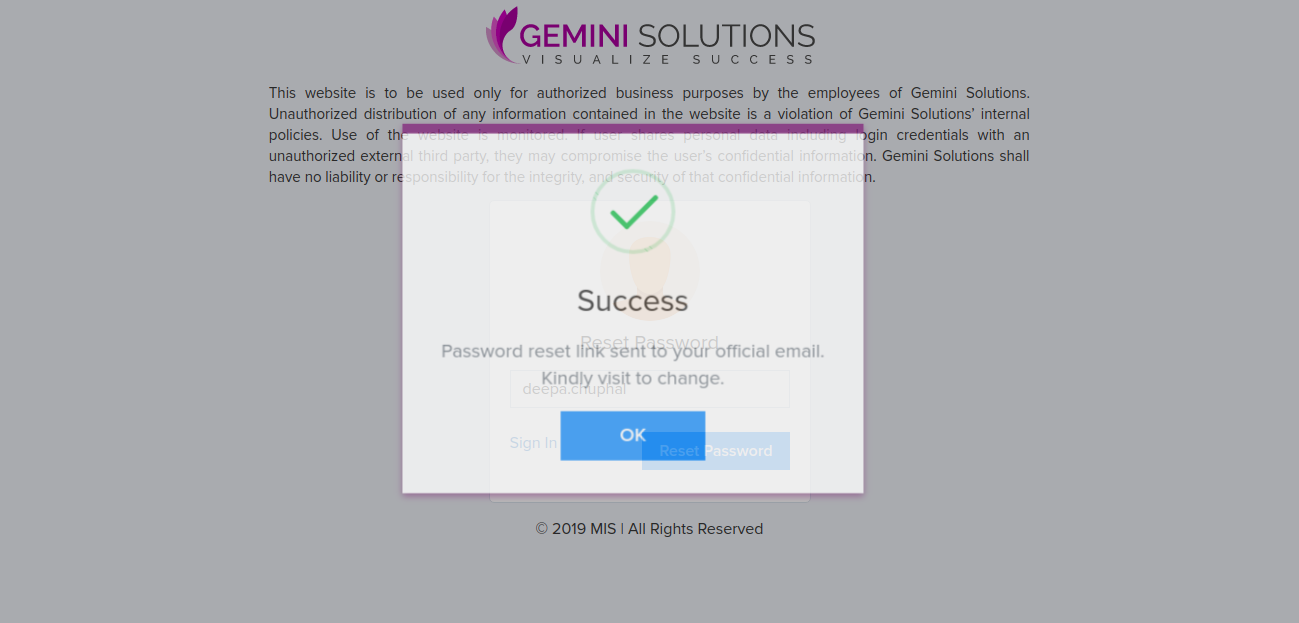 GEMINI SOLUTIONS
VISUALIZE SUCCESS
This website is to be used only for authorized business purposes by the employees of Gemini Solutions.
Unauthorized distribution of any information contained in the website is a violation of Gemini Solutions’ internal
policies. Use of the website is monitored. If user shares personal data including login credentials with an
unauthorized external third party, they may compromise the user’s confidential information. Gemini Solutions shall
have no liability or responsibility for the integrity, and security of that confidential information.
Success
Reset Password
Password reset link sent to your official email.
Kindly visit to change.
deepa.chuphal
OK
Sign In
Reset Password
© 2019 MIS | All Rights Reserved